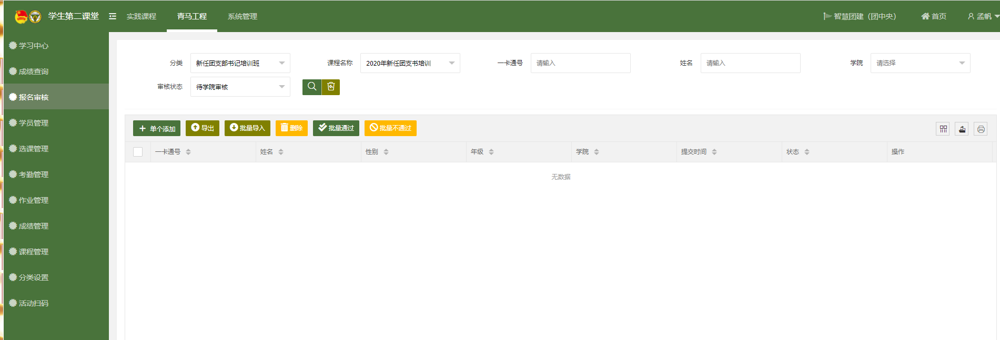 学生第二课堂 实践课程 青马工程 系统管理 智慧团建（团中央） 首页 孟帆
学习中心
成绩查询
报名审核
学员管理
选课管理
考勤管理
作业管理
成绩管理
课程管理
分类设置
活动扫码
分类 新任团支部书记培训班 课程名称 2020年新任团支书培训 一卡通号 请输入 姓名 请输入 学院 请选择
审核状态 待学院审核
单个添加 导出 批量导入 删除 批量通过 批量不通过
一卡通号 姓名 性别 年级 学院 提交时间 状态 操作
无数据